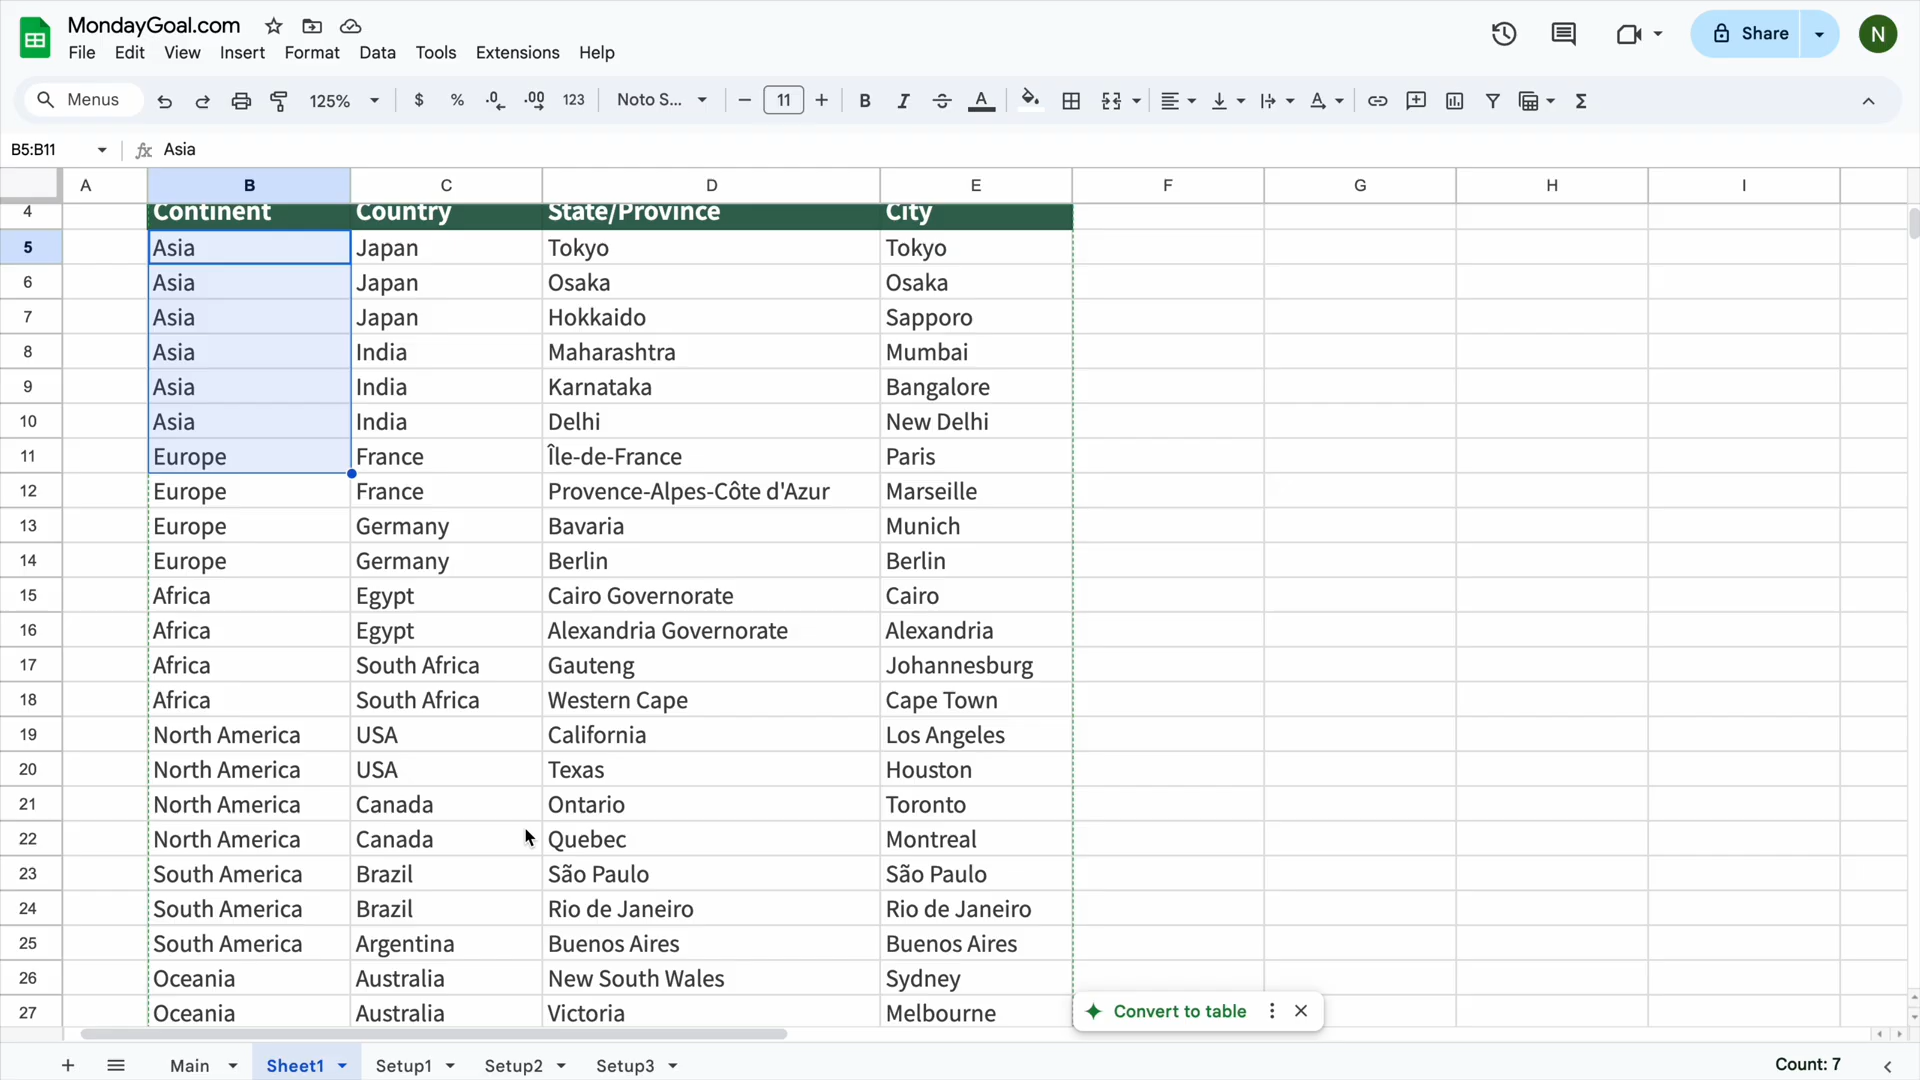 MondayGoal.com
File Edit View Insert Format Data Tools Extensions Help
Share
N
Menus 125% $ % .0 .00 123 Noto S... 11 B I A Σ
B5:B11 fx Asia
A B C D E F G H I
4 Continent Country State/Province City
5 Asia Japan Tokyo Tokyo
6 Asia Japan Osaka Osaka
7 Asia Japan Hokkaido Sapporo
8 Asia India Maharashtra Mumbai
9 Asia India Karnataka Bangalore
10 Asia India Delhi New Delhi
11 Europe France Île-de-France Paris
12 Europe France Provence-Alpes-Côte d'Azur Marseille
13 Europe Germany Bavaria Munich
14 Europe Germany Berlin Berlin
15 Africa Egypt Cairo Governorate Cairo
16 Africa Egypt Alexandria Governorate Alexandria
17 Africa South Africa Gauteng Johannesburg
18 Africa South Africa Western Cape Cape Town
19 North America USA California Los Angeles
20 North America USA Texas Houston
21 North America Canada Ontario Toronto
22 North America Canada Quebec Montreal
23 South America Brazil São Paulo São Paulo
24 South America Brazil Rio de Janeiro Rio de Janeiro
25 South America Argentina Buenos Aires Buenos Aires
26 Oceania Australia New South Wales Sydney
27 Oceania Australia Victoria Melbourne
Convert to table
Main Sheet1 Setup1 Setup2 Setup3 Count: 7